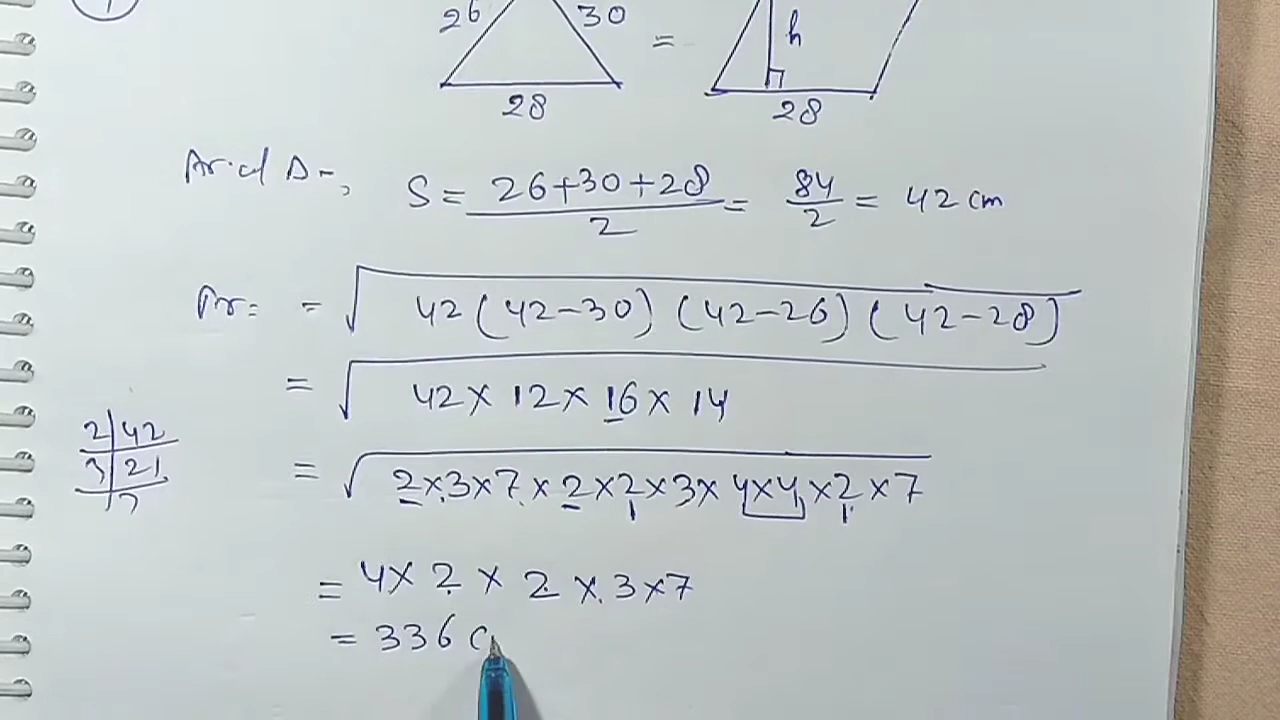 1
26 30 = h
28 28
Ar. of Δ -, S = 26+30+28 / 2 = 84/2 = 42 cm
Ar = = √42(42-30)(42-26)(42-28)
= √42× 12× 16× 14
2|42
3|21
7
= √2×3×7×2×2×3×4×4×2×7
= 4× 2 × 2 ×3×7
= 336 c